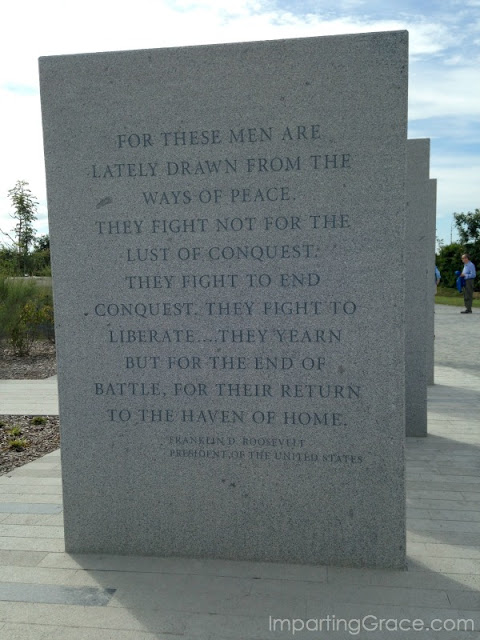 FOR THESE MEN ARE
LATELY DRAWN FROM THE
WAYS OF PEACE.
THEY FIGHT NOT FOR THE
LUST OF CONQUEST.
THEY FIGHT TO END
CONQUEST. THEY FIGHT TO
LIBERATE....THEY YEARN
BUT FOR THE END OF
BATTLE, FOR THEIR RETURN
TO THE HAVEN OF HOME.
FRANKLIN D. ROOSEVELT
PRESIDENT OF THE UNITED STATES
ImpartingGrace.com